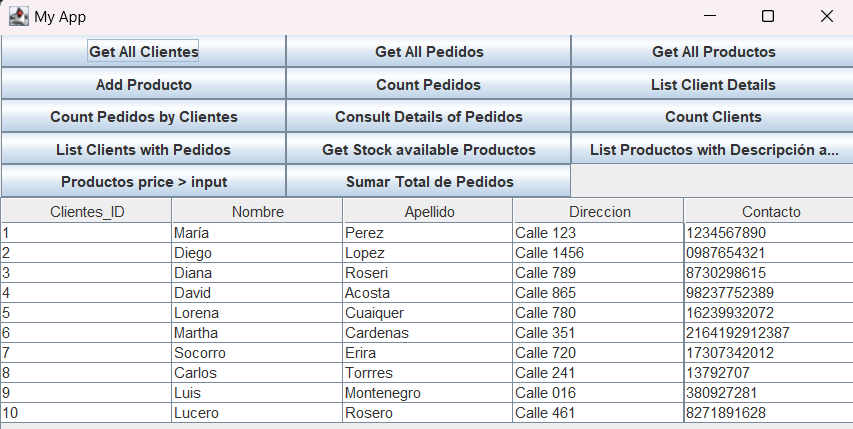 My App
Get All Clientes Get All Pedidos Get All Productos
Add Producto Count Pedidos List Client Details
Count Pedidos by Clientes Consult Details of Pedidos Count Clients
List Clients with Pedidos Get Stock available Productos List Productos with Descripción a...
Productos price > input Sumar Total de Pedidos
Clientes_ID Nombre Apellido Direccion Contacto
1 María Perez Calle 123 1234567890
2 Diego Lopez Calle 1456 0987654321
3 Diana Roseri Calle 789 8730298615
4 David Acosta Calle 865 98237752389
5 Lorena Cuaiquer Calle 780 16239932072
6 Martha Cardenas Calle 351 2164192912387
7 Socorro Erira Calle 720 17307342012
8 Carlos Torrres Calle 241 13792707
9 Luis Montenegro Calle 016 380927281
10 Lucero Rosero Calle 461 8271891628